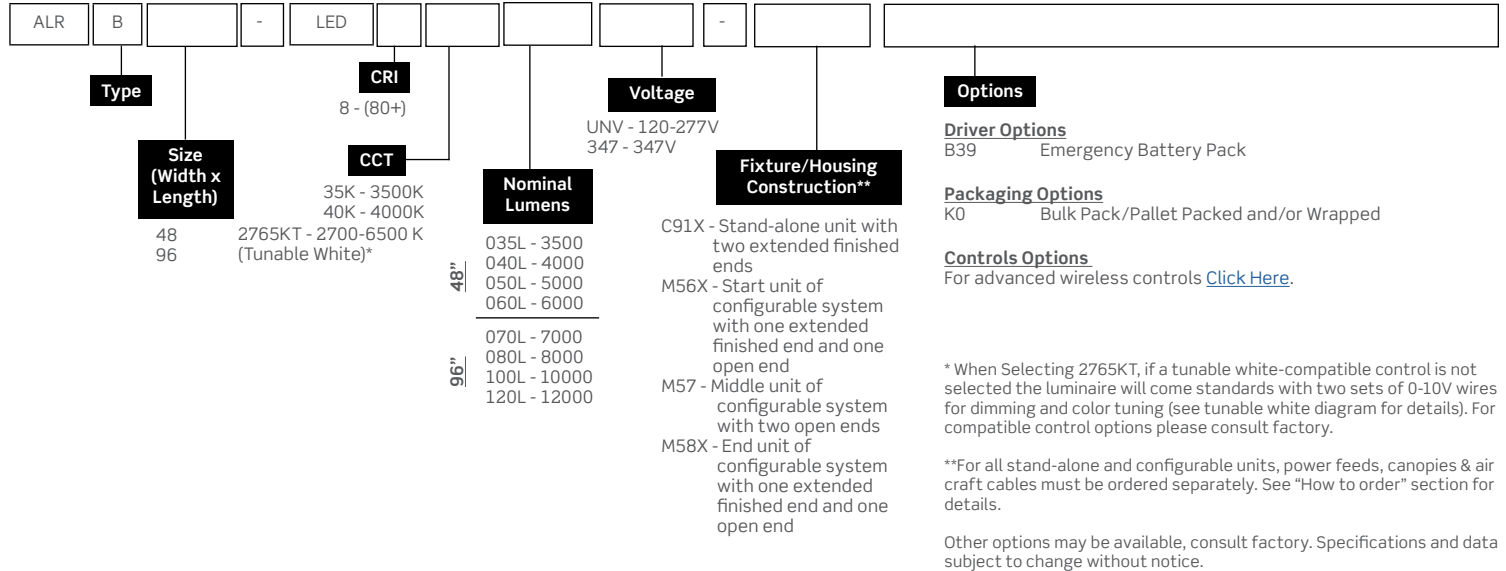 ALR B - LED -
Type
Size
(Width x
Length)
48
96
CRI
8 - (80+)
CCT
35K - 3500K
40K - 4000K
2765KT - 2700-6500 K
(Tunable White)*
Nominal
Lumens
48”
035L - 3500
040L - 4000
050L - 5000
060L - 6000
96”
070L - 7000
080L - 8000
100L - 10000
120L - 12000
Voltage
UNV - 120-277V
347 - 347V
Fixture/Housing
Construction**
C91X - Stand-alone unit with
two extended finished
ends
M56X - Start unit of
configurable system
with one extended
finished end and one
open end
M57 - Middle unit of
configurable system
with two open ends
M58X - End unit of
configurable system
with one extended
finished end and one
open end
Options
Driver Options
B39 Emergency Battery Pack
Packaging Options
K0 Bulk Pack/Pallet Packed and/or Wrapped
Controls Options
For advanced wireless controls Click Here.
* When Selecting 2765KT, if a tunable white-compatible control is not
selected the luminaire will come standards with two sets of 0-10V wires
for dimming and color tuning (see tunable white diagram for details). For
compatible control options please consult factory.
**For all stand-alone and configurable units, power feeds, canopies & air
craft cables must be ordered separately. See “How to order” section for
details.
Other options may be available, consult factory. Specifications and data
subject to change without notice.